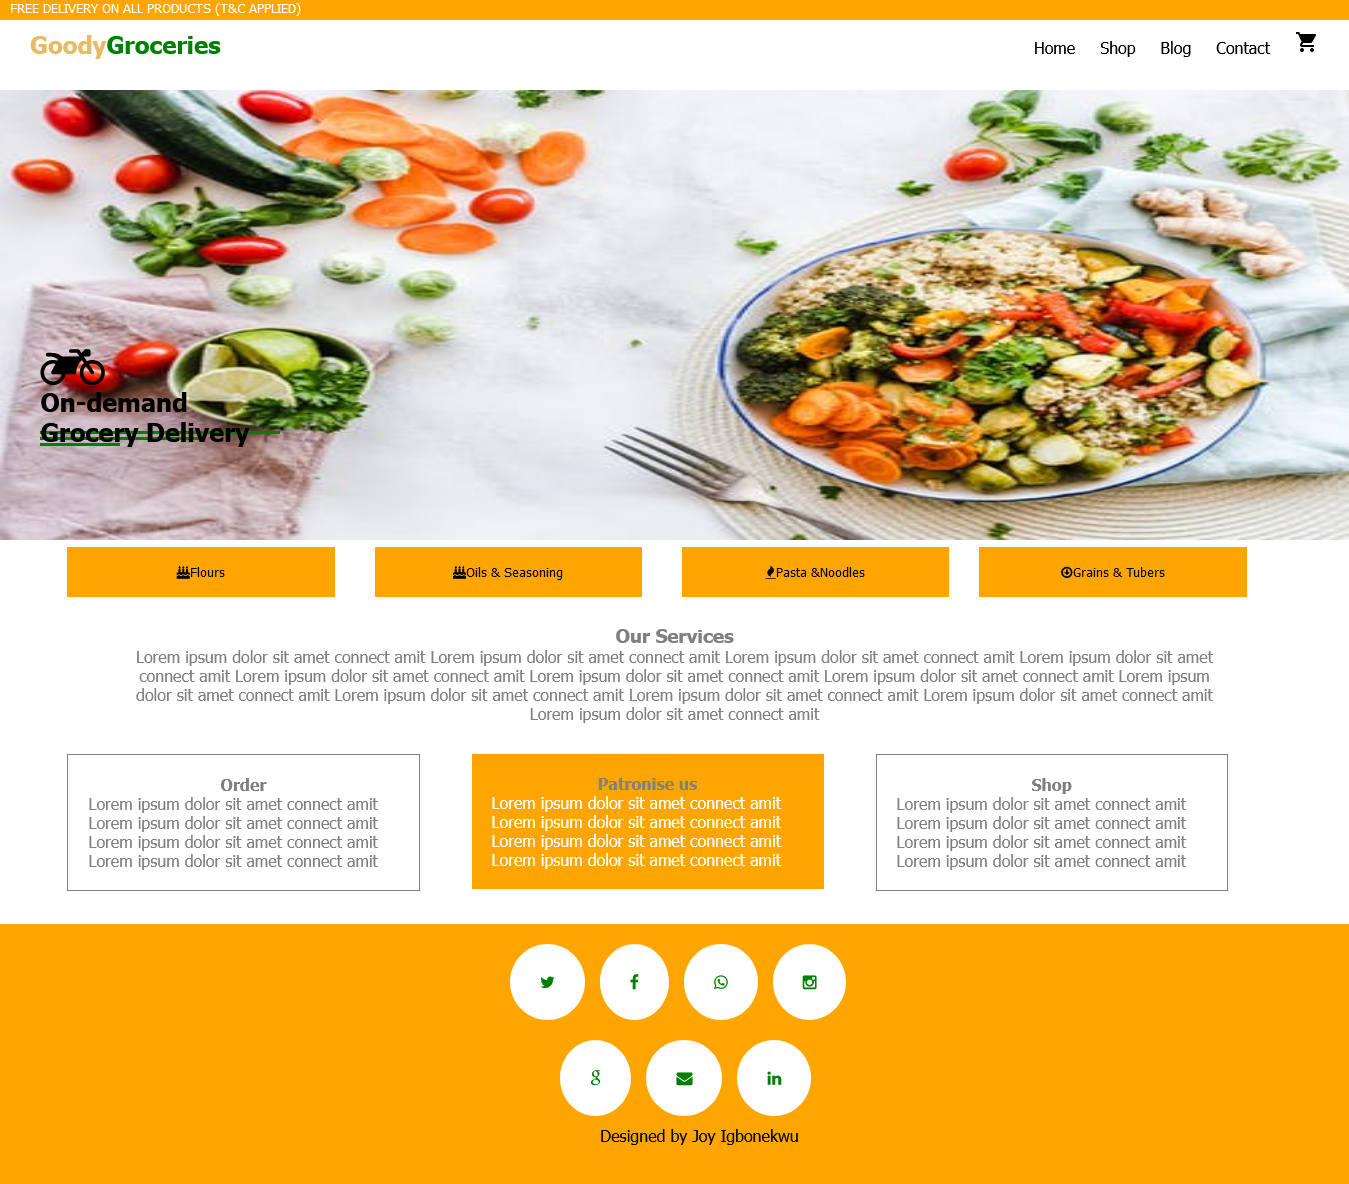 FREE DELIVERY ON ALL PRODUCTS (T&C APPLIED)
GoodyGroceries
Home Shop Blog Contact
On-demand
Grocery Delivery
Flours
Oils & Seasoning
Pasta &Noodles
Grains & Tubers
Our Services
Lorem ipsum dolor sit amet connect amit Lorem ipsum dolor sit amet connect amit Lorem ipsum dolor sit amet connect amit Lorem ipsum dolor sit amet
connect amit Lorem ipsum dolor sit amet connect amit Lorem ipsum dolor sit amet connect amit Lorem ipsum dolor sit amet connect amit Lorem ipsum
dolor sit amet connect amit Lorem ipsum dolor sit amet connect amit Lorem ipsum dolor sit amet connect amit Lorem ipsum dolor sit amet connect amit
Lorem ipsum dolor sit amet connect amit
Order
Lorem ipsum dolor sit amet connect amit
Lorem ipsum dolor sit amet connect amit
Lorem ipsum dolor sit amet connect amit
Lorem ipsum dolor sit amet connect amit
Patronise us
Lorem ipsum dolor sit amet connect amit
Lorem ipsum dolor sit amet connect amit
Lorem ipsum dolor sit amet connect amit
Lorem ipsum dolor sit amet connect amit
Shop
Lorem ipsum dolor sit amet connect amit
Lorem ipsum dolor sit amet connect amit
Lorem ipsum dolor sit amet connect amit
Lorem ipsum dolor sit amet connect amit
Designed by Joy Igbonekwu